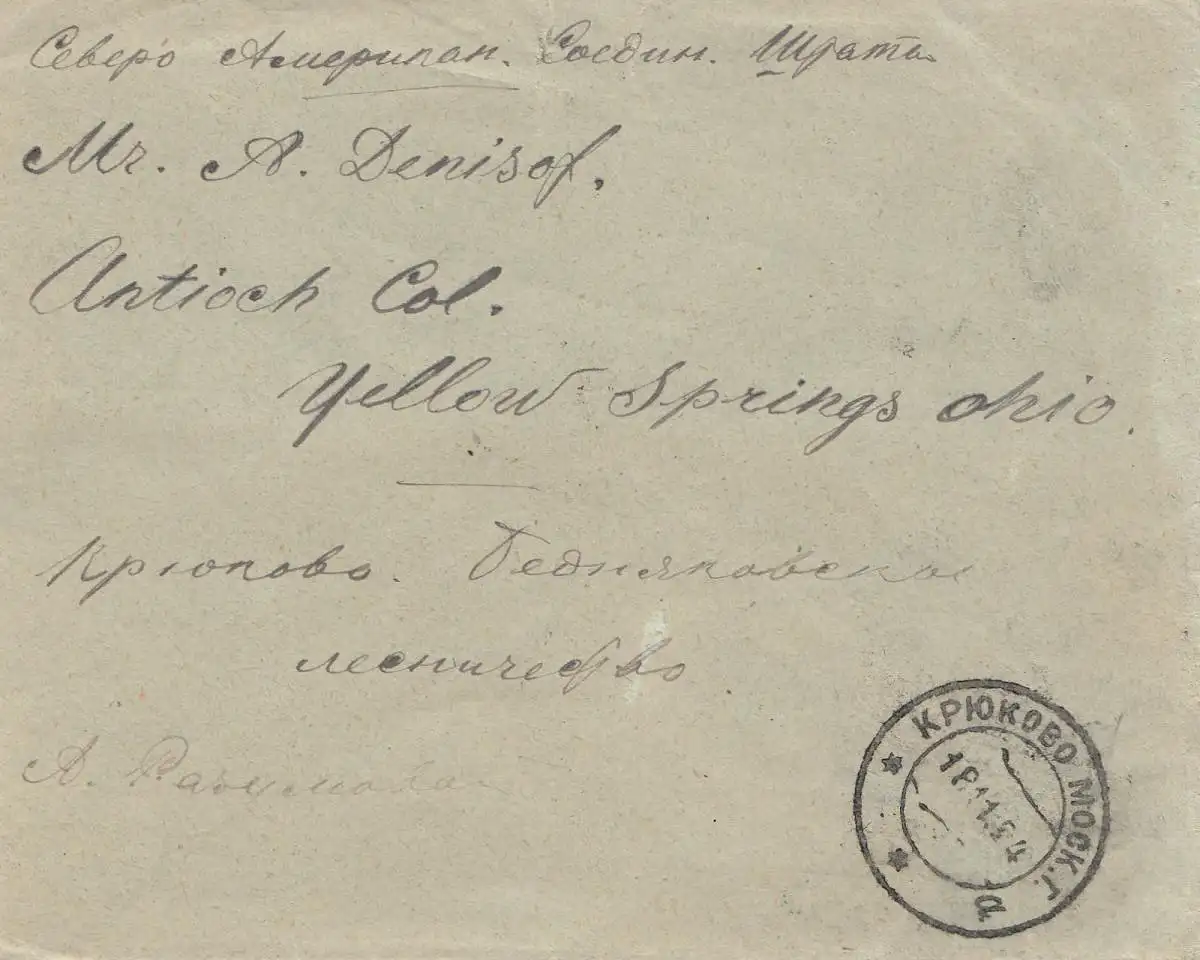 Северо Американ. Соедин. Штаты
Mr. A. Denisof.
Antioch Col.
Yellow Springs Ohio.
Крюково. Бедняковское
лесничество
А.
КРЮКОВО МОСК.Г.
а